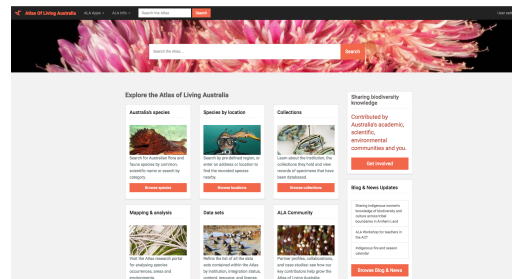 Atlas Of Living Australia
ALA Apps
ALA Info
Search the Atlas
Search
Search the Atlas...
Search
Explore the Atlas of Living Australia
Australia's species
Search for Australian flora and
fauna species by common,
scientific name or search by
category.
Browse species
Species by location
Search by pre-defined region, or
enter an address or location to
find the recorded species
nearby.
Browse locations
Collections
Learn about the institution, the
collections they hold and view
records of specimens that have
been databased.
Browse collections
Mapping & analysis
Visit the Atlas research portal
for analysing species
occurrences, areas and
environments.
Data sets
Refine the list of all the data
sets contained within the Atlas
by institution, integration status,
content, resource, and license
ALA Community
Partner profiles, collaborations,
and case studies: see how our
key contributors help grow the
Atlas of Living Australia.
Sharing biodiversity
knowledge
Contributed by
Australia's academic,
scientific,
environmental
communities and you.
Get involved
Blog & News Updates
Sharing Indigenous women's
knowledge of biodiversity and
culture across tribal
boundaries in Arnhem Land
ALA Workshop for teachers in
the ACT
Indigenous fire and season
calendar
Browse Blog & News